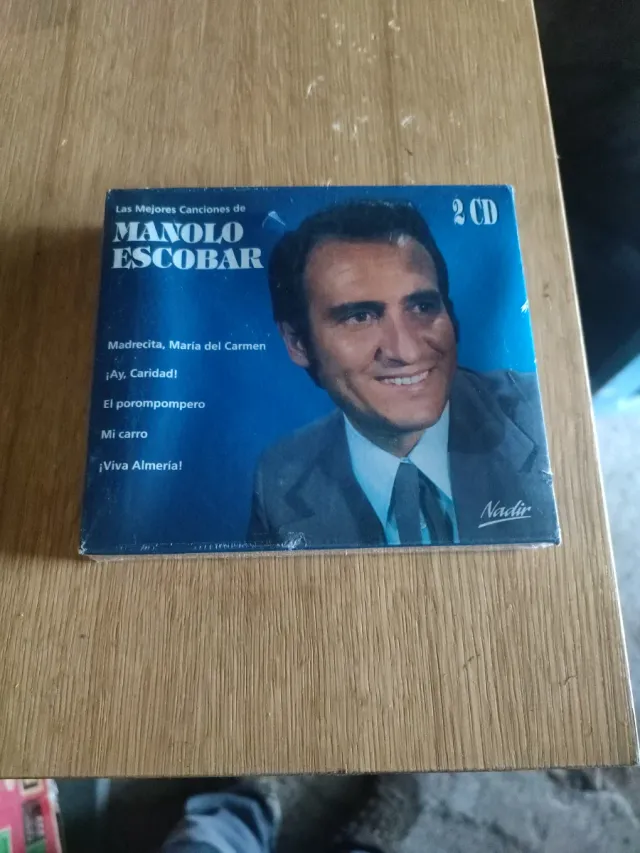 Las Mejores Canciones de
MANOLO
ESCOBAR
2 CD
Madrecita, María del Carmen
¡Ay, Caridad!
El porompompero
Mi carro
¡Viva Almería!
Nadir